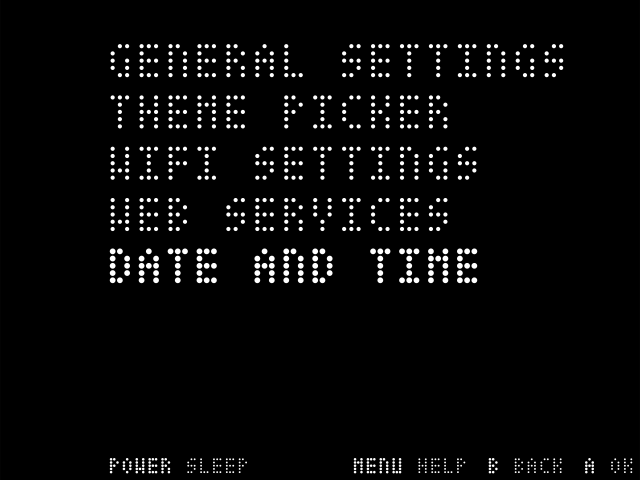 GENERAL SETTINGS
THEME PICKER
WIFI SETTINGS
WEB SERVICES
DATE AND TIME
POWER SLEEP MENU HELP B BACK A OK